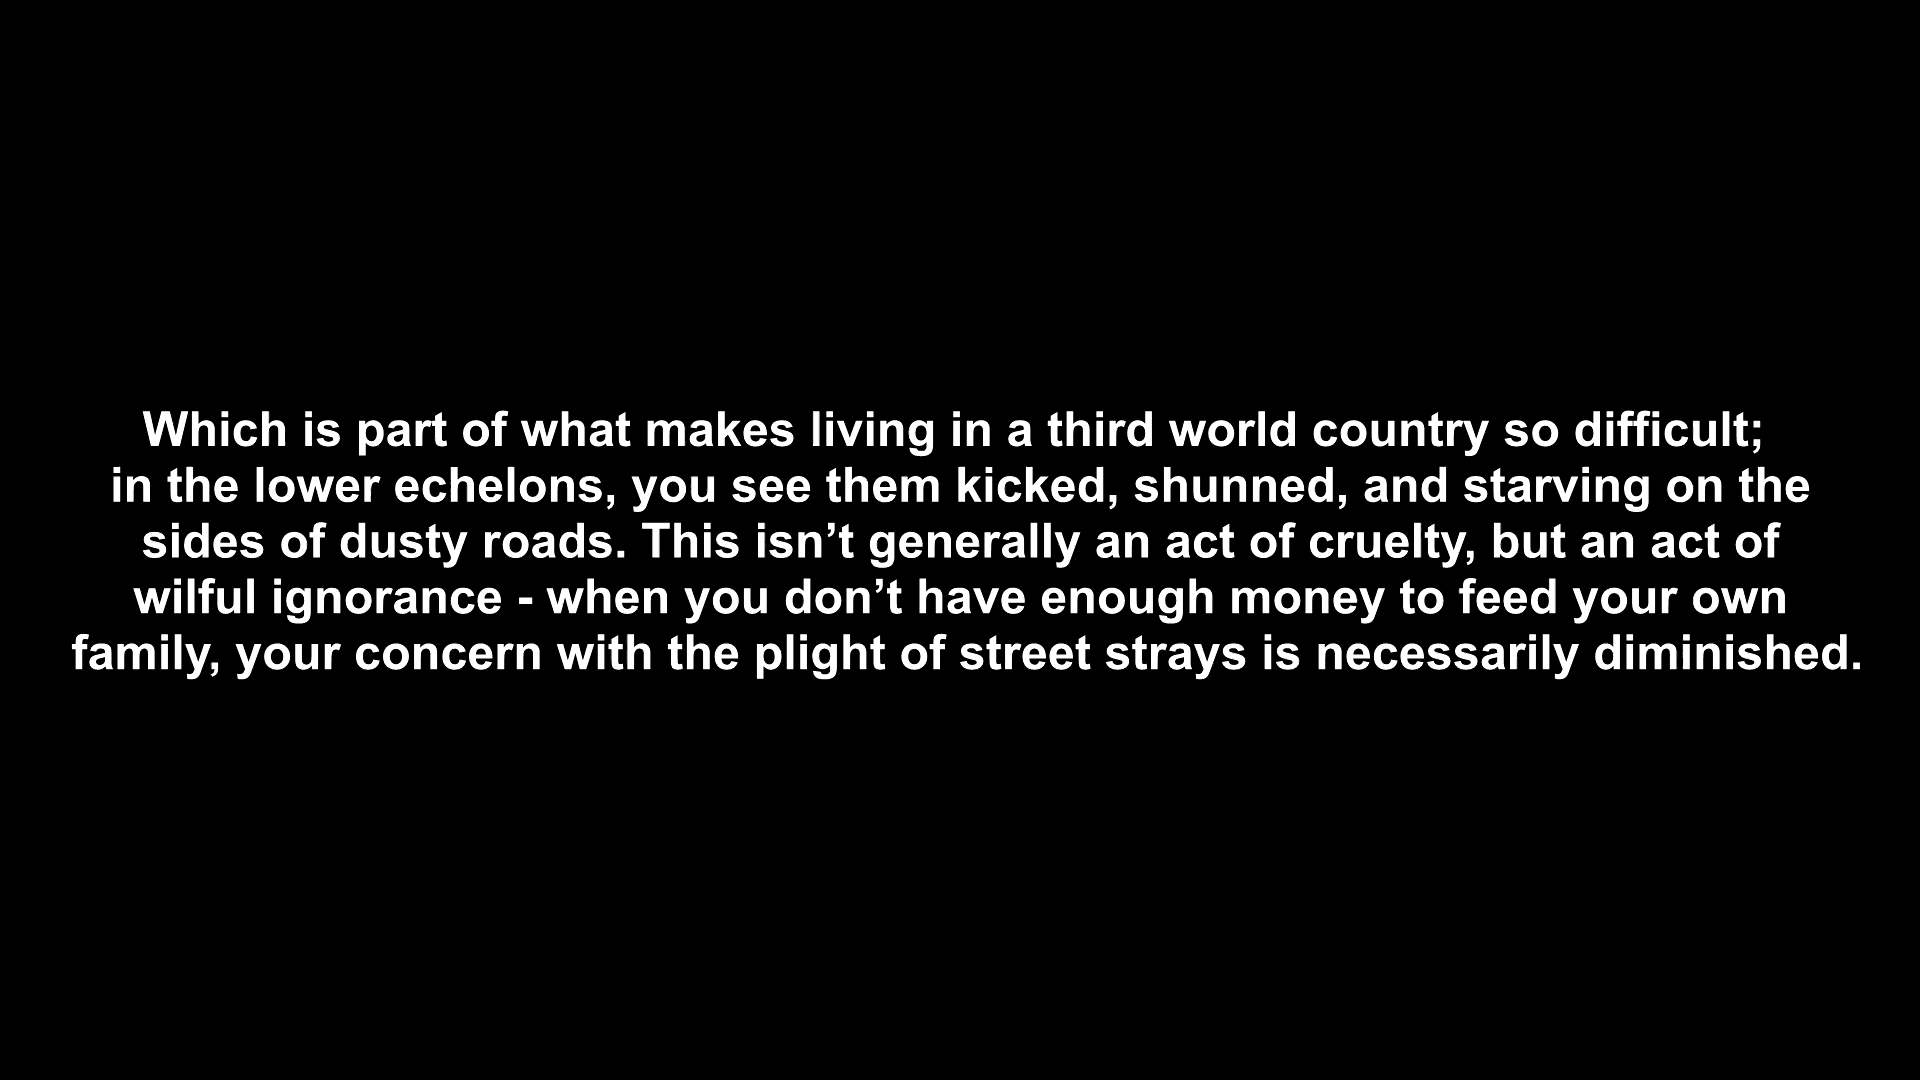 Which is part of what makes living in a third world country so difficult;
in the lower echelons, you see them kicked, shunned, and starving on the
sides of dusty roads. This isn’t generally an act of cruelty, but an act of
wilful ignorance - when you don’t have enough money to feed your own
family, your concern with the plight of street strays is necessarily diminished.